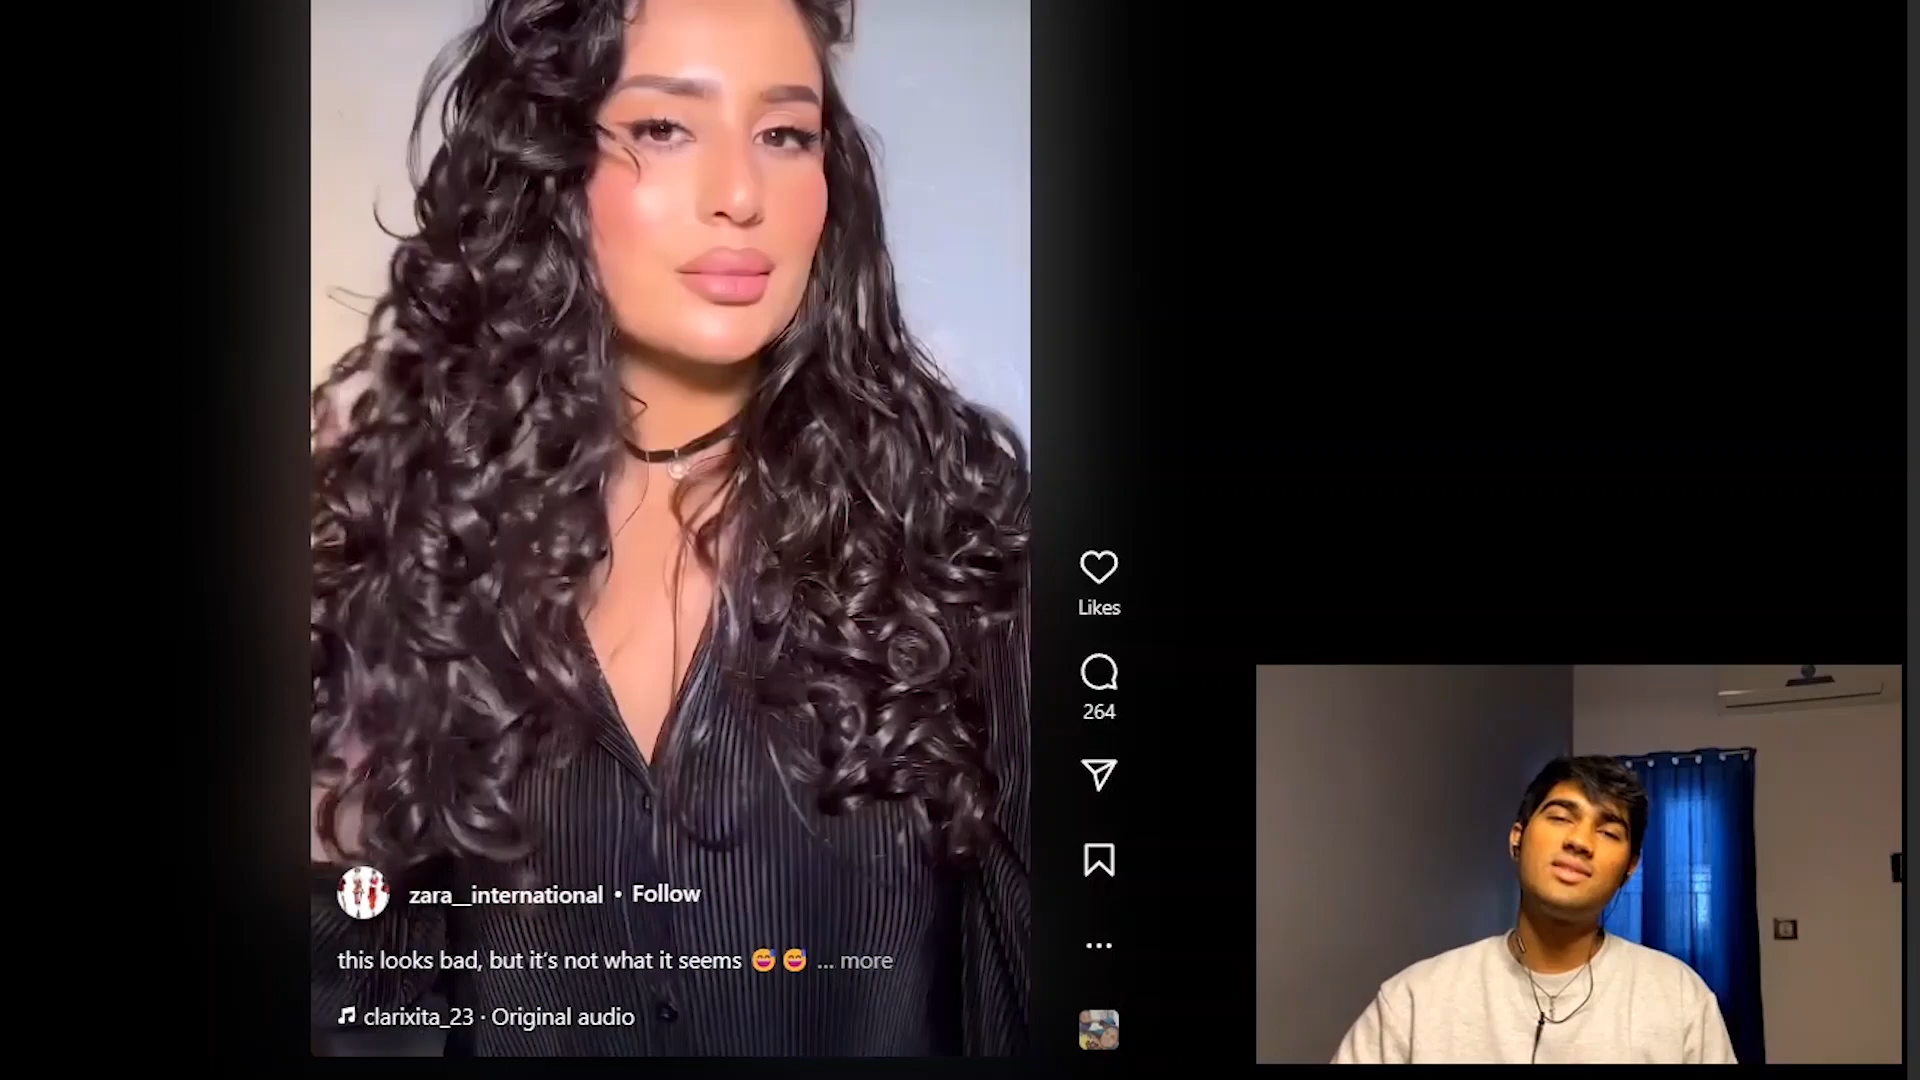 Likes
264
zara__international • Follow
this looks bad, but it's not what it seems 😅 😅 ... more
clarixita_23 · Original audio